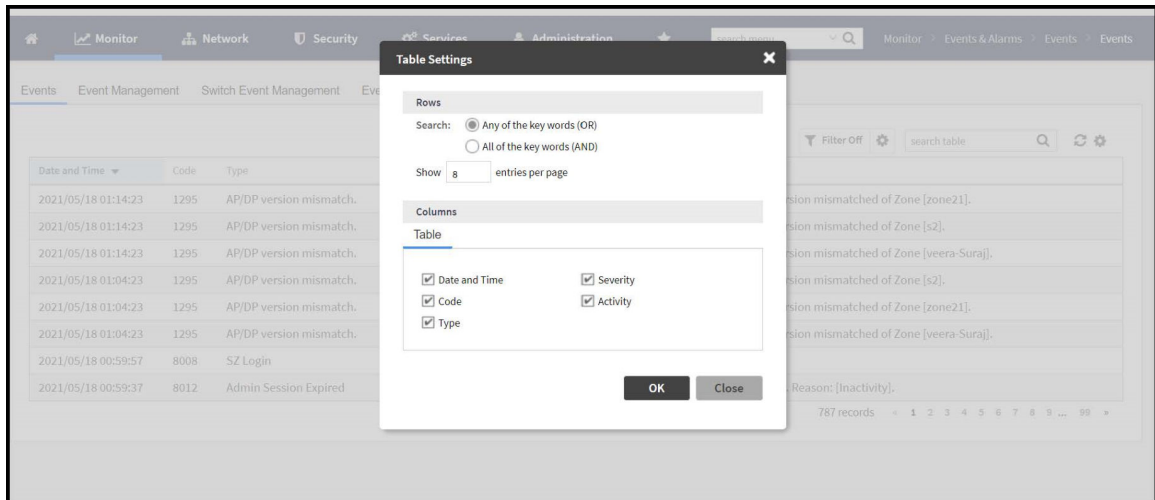 Monitor Network Security Services Administration search menu Monitor > Events & Alarms > Events > Events
Table Settings
Events Event Management Switch Event Management Eve
Rows
Search: Any of the key words (OR)
All of the key words (AND)
Filter Off search table
Show 8 entries per page
Date and Time Code Type
2021/05/18 01:14:23 1295 AP/DP version mismatch. rsion mismatched of Zone [zone21].
Columns
2021/05/18 01:14:23 1295 AP/DP version mismatch. rsion mismatched of Zone [s2].
Table
2021/05/18 01:14:23 1295 AP/DP version mismatch. rsion mismatched of Zone [veera-Suraj].
Date and Time Severity
2021/05/18 01:04:23 1295 AP/DP version mismatch. rsion mismatched of Zone [s2].
Code Activity
2021/05/18 01:04:23 1295 AP/DP version mismatch. rsion mismatched of Zone [zone21].
Type
2021/05/18 01:04:23 1295 AP/DP version mismatch. rsion mismatched of Zone [veera-Suraj].
2021/05/18 00:59:57 8008 SZ Login
2021/05/18 00:59:37 8012 Admin Session Expired . Reason: [Inactivity].
OK Close
787 records « 1 2 3 4 5 6 7 8 9 ... 99 »